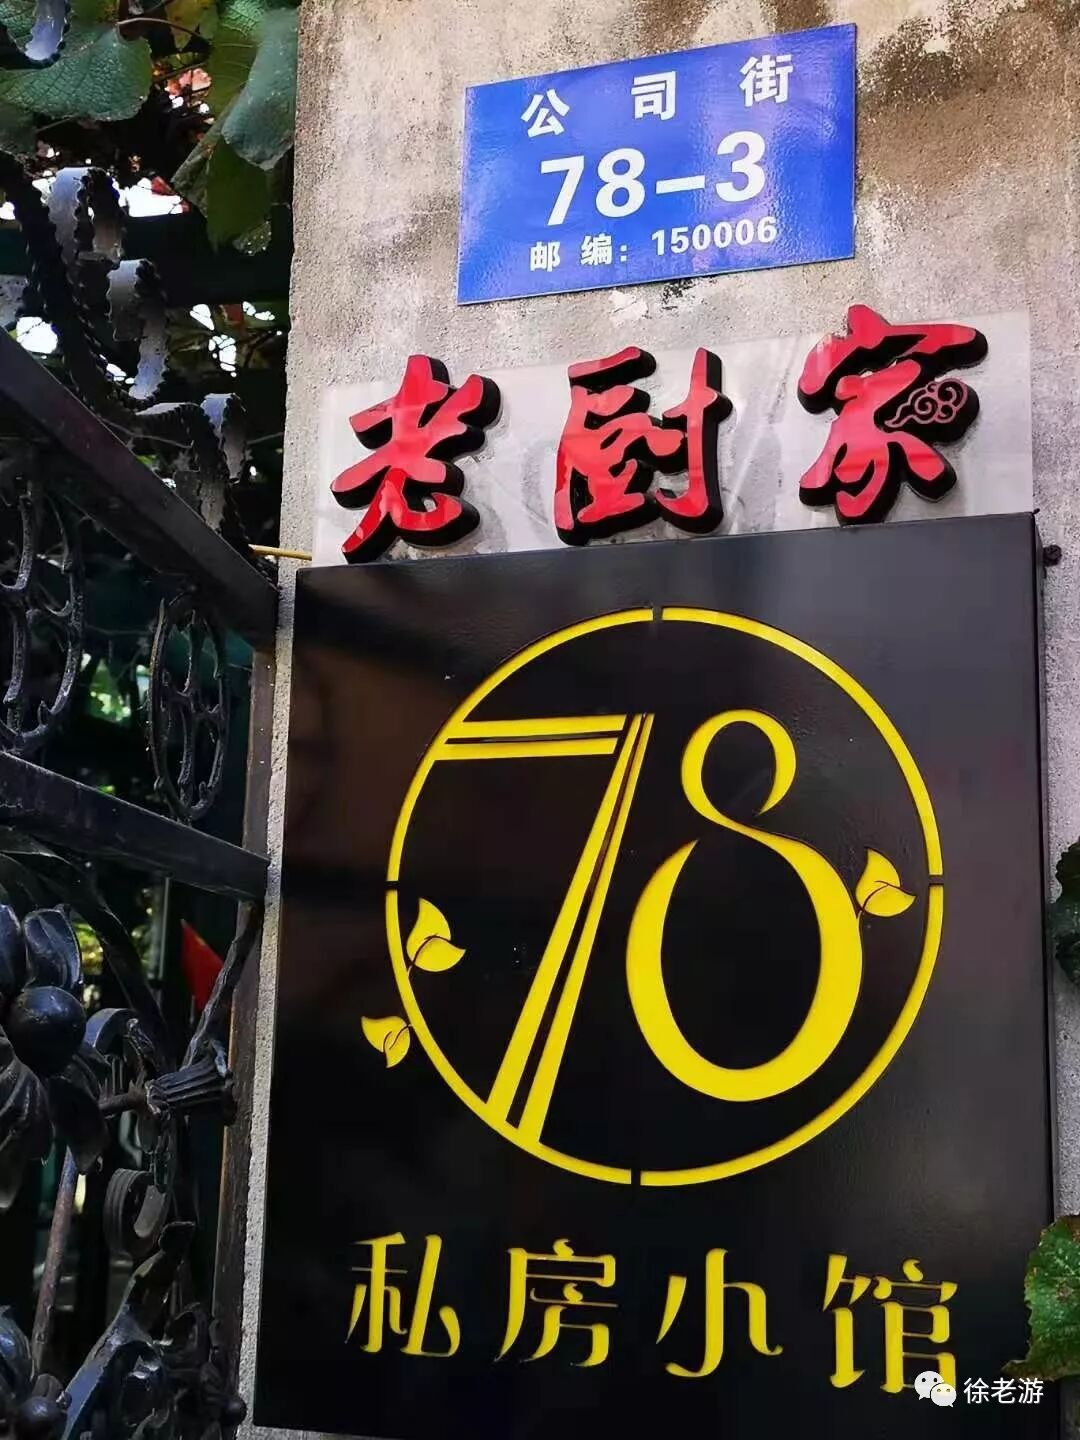 公司街
78-3
邮编：150006
老厨家
78
私房小馆
徐老游